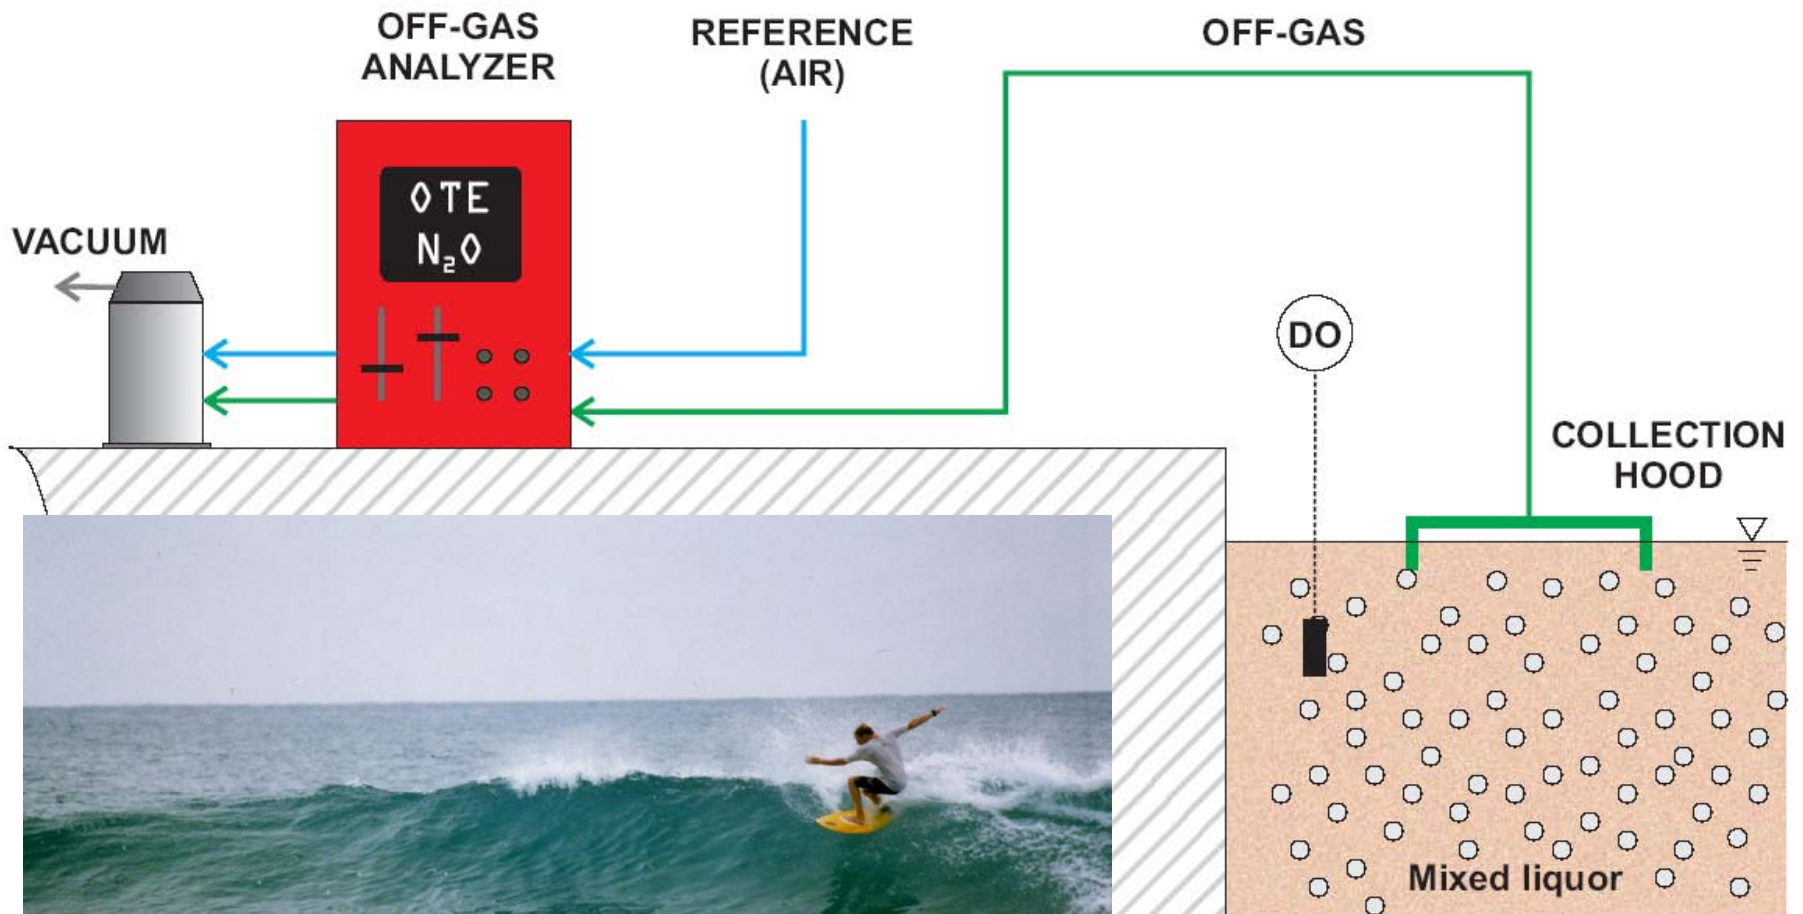 OFF-GAS
ANALYZER
REFERENCE
(AIR)
OFF-GAS
OTE
N₂O
VACUUM
DO
COLLECTION
HOOD
Mixed liquor